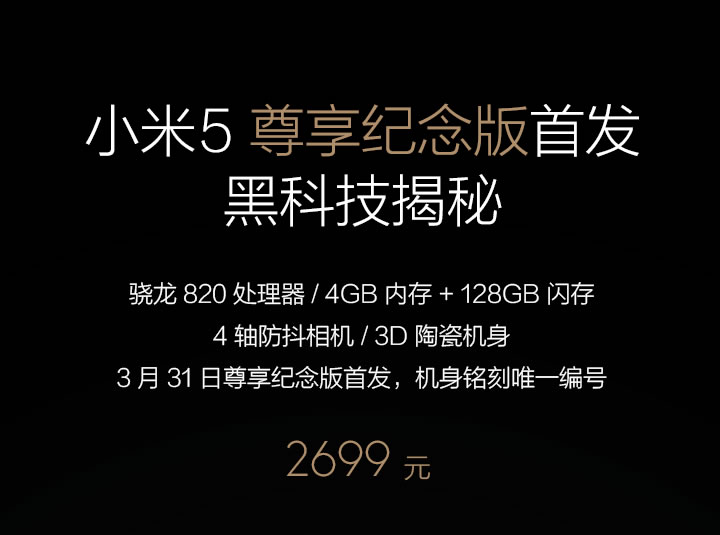 小米5 尊享纪念版首发
黑科技揭秘
骁龙 820 处理器 / 4GB 内存 + 128GB 闪存
4 轴防抖相机 / 3D 陶瓷机身
3 月 31 日尊享纪念版首发，机身铭刻唯一编号
2699 元